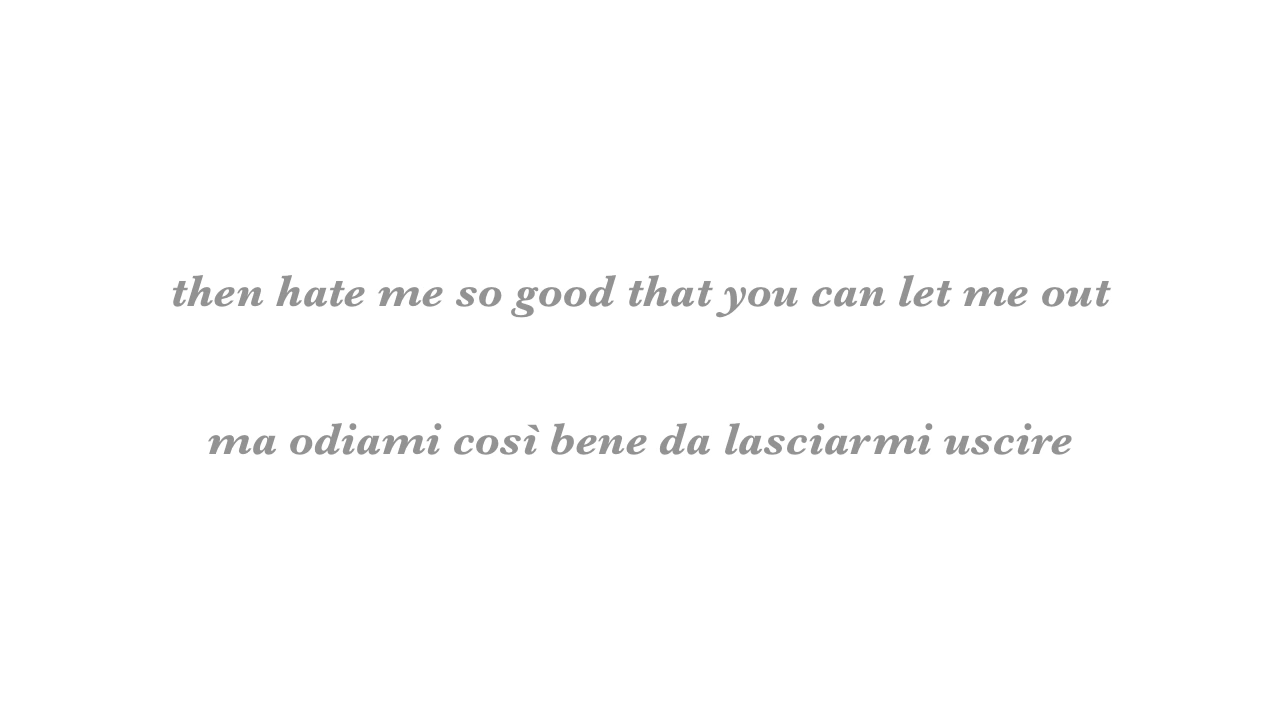 then hate me so good that you can let me out
ma odiami così bene da lasciarmi uscire